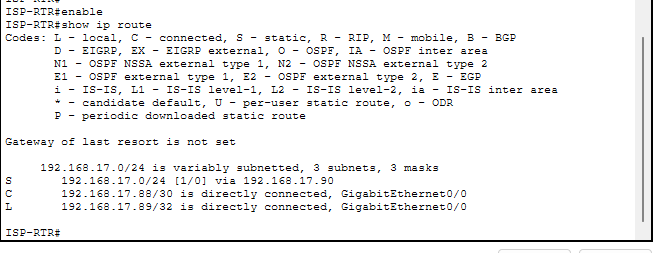 ISP-RTR#enable
ISP-RTR#show ip route
Codes: L - local, C - connected, S - static, R - RIP, M - mobile, B - BGP
       D - EIGRP, EX - EIGRP external, O - OSPF, IA - OSPF inter area
       N1 - OSPF NSSA external type 1, N2 - OSPF NSSA external type 2
       E1 - OSPF external type 1, E2 - OSPF external type 2, E - EGP
       i - IS-IS, L1 - IS-IS level-1, L2 - IS-IS level-2, ia - IS-IS inter area
       * - candidate default, U - per-user static route, o - ODR
       P - periodic downloaded static route

Gateway of last resort is not set

     192.168.17.0/24 is variably subnetted, 3 subnets, 3 masks
S       192.168.17.0/24 [1/0] via 192.168.17.90
C       192.168.17.88/30 is directly connected, GigabitEthernet0/0
L       192.168.17.89/32 is directly connected, GigabitEthernet0/0

ISP-RTR#